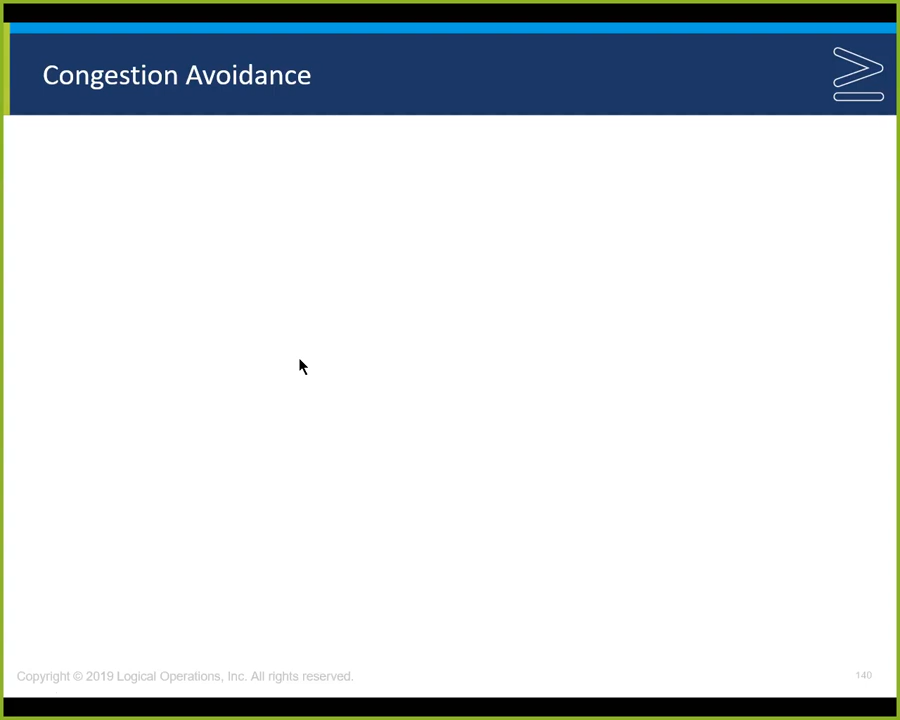 Congestion Avoidance
Copyright © 2019 Logical Operations, Inc. All rights reserved.
140